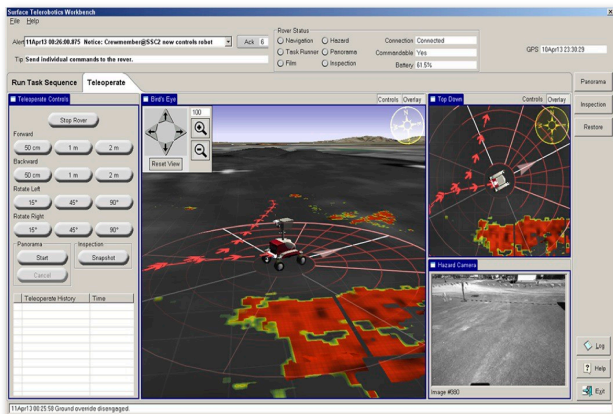 Surface Telerobotics Workbench
File Help
Alert 11Apr13 00:26:00.875 Notice: Crewmember@SSC2 now controls robot
Ack 6
Tip: Send individual commands to the rover.
Rover Status
Navigation Hazard Connection Connected
Task Runner Panorama Commandable Yes
Film Inspection Battery 61.5%
GPS 10Apr13 23:30:29
Run Task Sequence Teleoperate
Teleoperate Controls
Stop Rover
Forward
50 cm 1 m 2 m
Backward
50 cm 1 m 2 m
Rotate Left
15° 45° 90°
Rotate Right
15° 45° 90°
Panorama Inspection
Start Snapshot
Cancel
Teleoperate History Time
Bird's Eye Controls Overlay
100
Reset View
Top Down Controls Overlay
Hazard Camera
Image #980
Panorama
Inspection
Restore
Log
Help
Exit
11Apr13 00:25:58 Ground override disengaged.